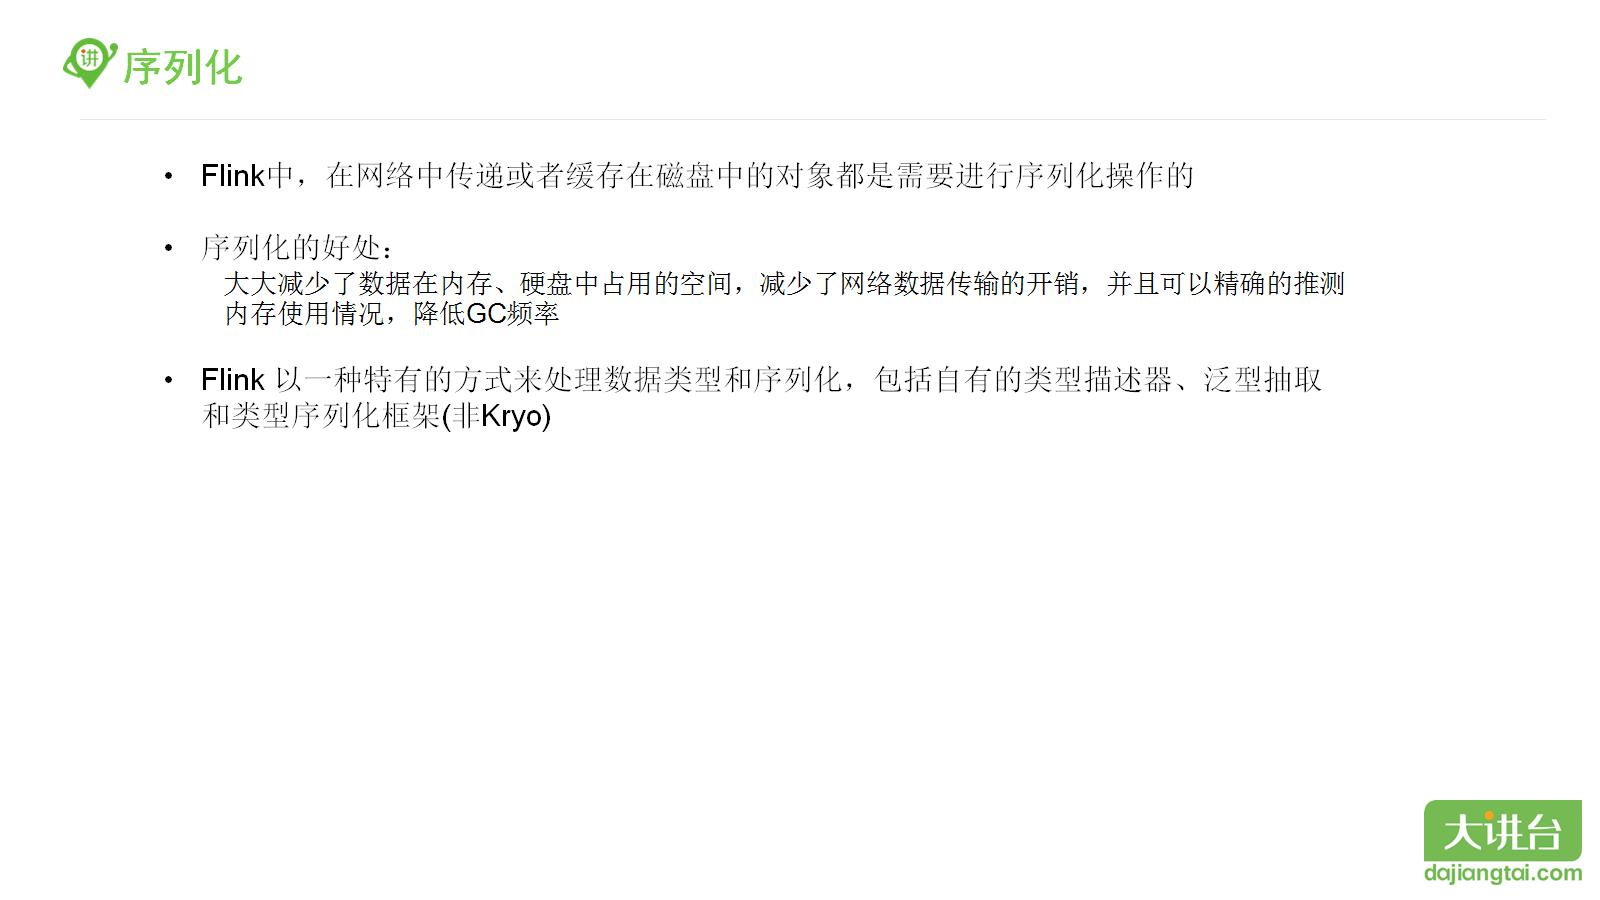 讲
序列化
• Flink中，在网络中传递或者缓存在磁盘中的对象都是需要进行序列化操作的
• 序列化的好处：
大大减少了数据在内存、硬盘中占用的空间，减少了网络数据传输的开销，并且可以精确的推测
内存使用情况，降低GC频率
• Flink 以一种特有的方式来处理数据类型和序列化，包括自有的类型描述器、泛型抽取
和类型序列化框架(非Kryo)
大讲台
dajiangtai.com